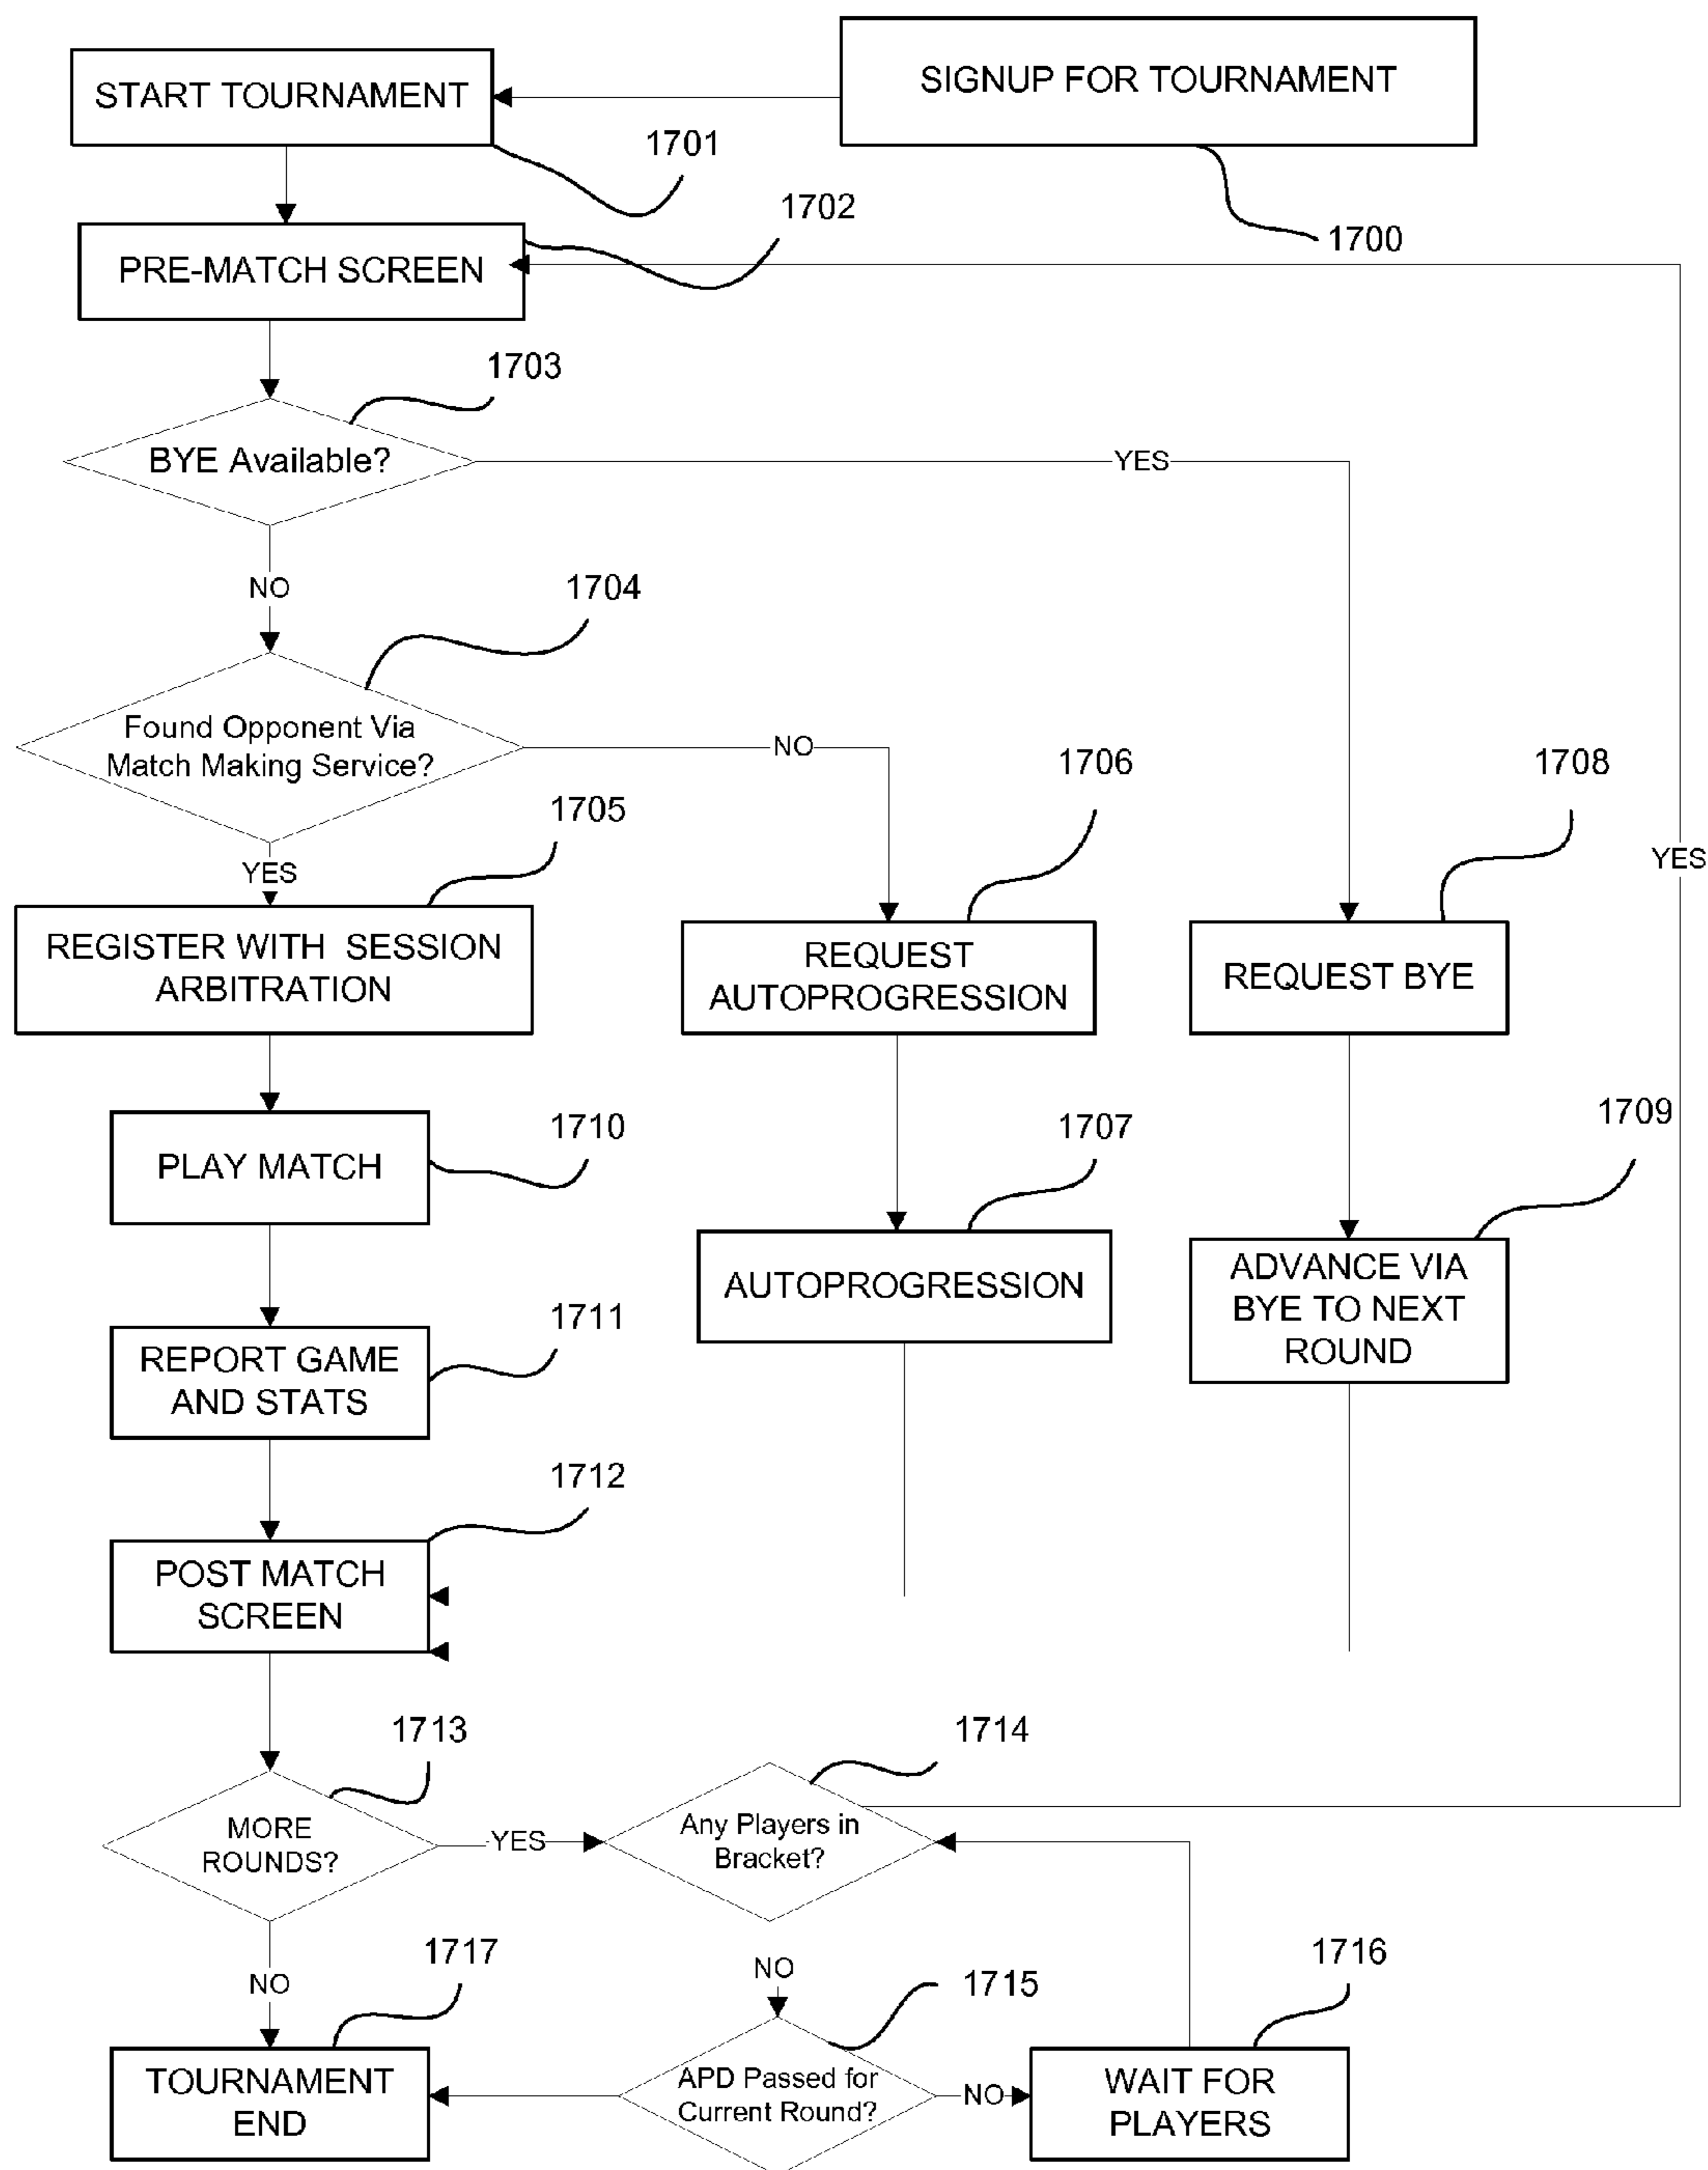 SIGNUP FOR TOURNAMENT
START TOURNAMENT
1701
1702
1700
PRE-MATCH SCREEN
1703
BYE Available?
YES
NO
1704
Found Opponent Via
Match Making Service?
NO
1706
1708
1705
YES
YES
REGISTER WITH SESSION
ARBITRATION
REQUEST
AUTOPROGRESSION
REQUEST BYE
1710
1707
1709
PLAY MATCH
AUTOPROGRESSION
ADVANCE VIA
BYE TO NEXT
ROUND
1711
REPORT GAME
AND STATS
1712
POST MATCH
SCREEN
1713
1714
MORE
ROUNDS?
YES
Any Players in
Bracket?
1717
1716
NO
NO
1715
TOURNAMENT
END
APD Passed for
Current Round?
NO
WAIT FOR
PLAYERS